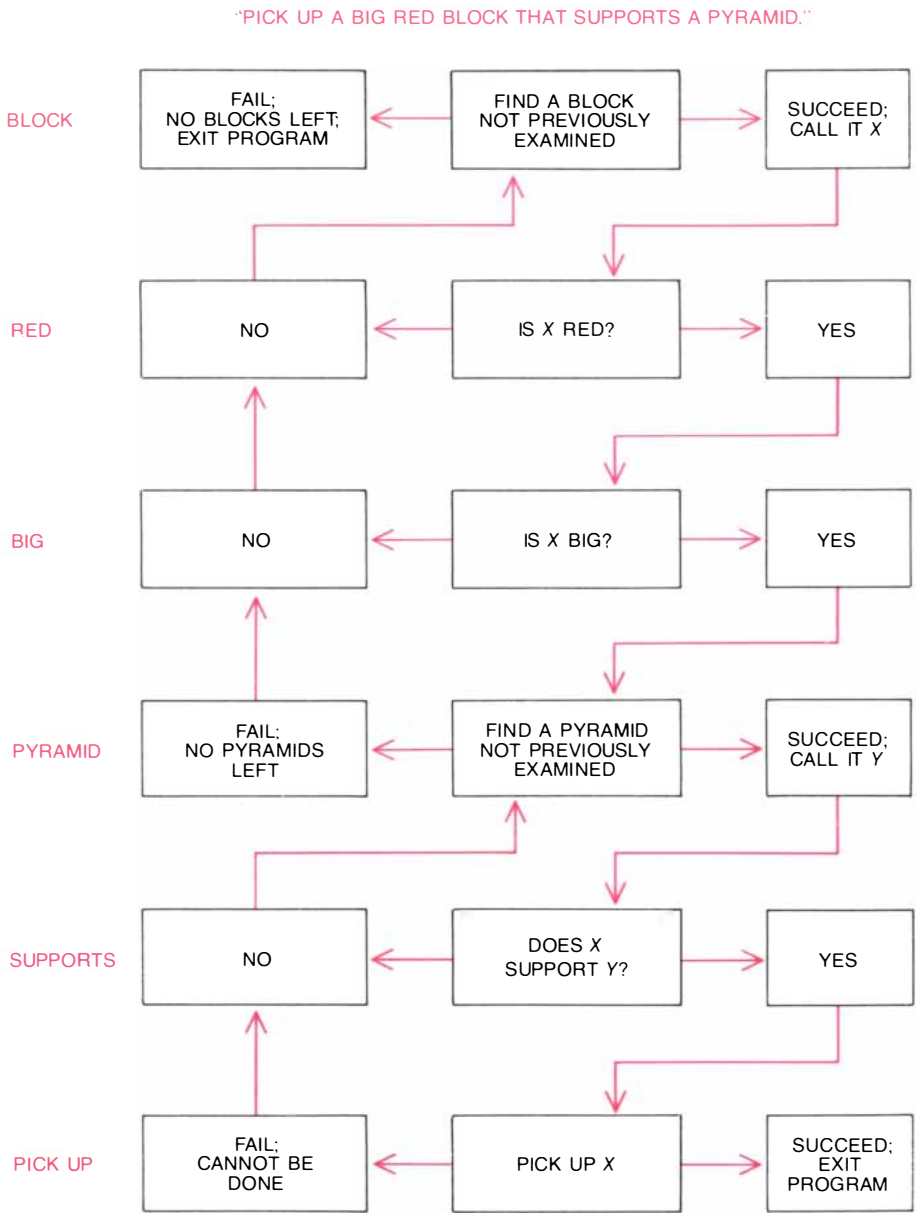 "PICK UP A BIG RED BLOCK THAT SUPPORTS A PYRAMID."
BLOCK
FAIL;
NO BLOCKS LEFT;
EXIT PROGRAM
FIND A BLOCK
NOT PREVIOUSLY
EXAMINED
SUCCEED;
CALL IT X
RED
NO
IS X RED?
YES
BIG
NO
IS X BIG?
YES
PYRAMID
FAIL;
NO PYRAMIDS
LEFT
FIND A PYRAMID
NOT PREVIOUSLY
EXAMINED
SUCCEED;
CALL IT Y
SUPPORTS
NO
DOES X
SUPPORT Y?
YES
PICK UP
FAIL;
CANNOT BE
DONE
PICK UP X
SUCCEED;
EXIT
PROGRAM